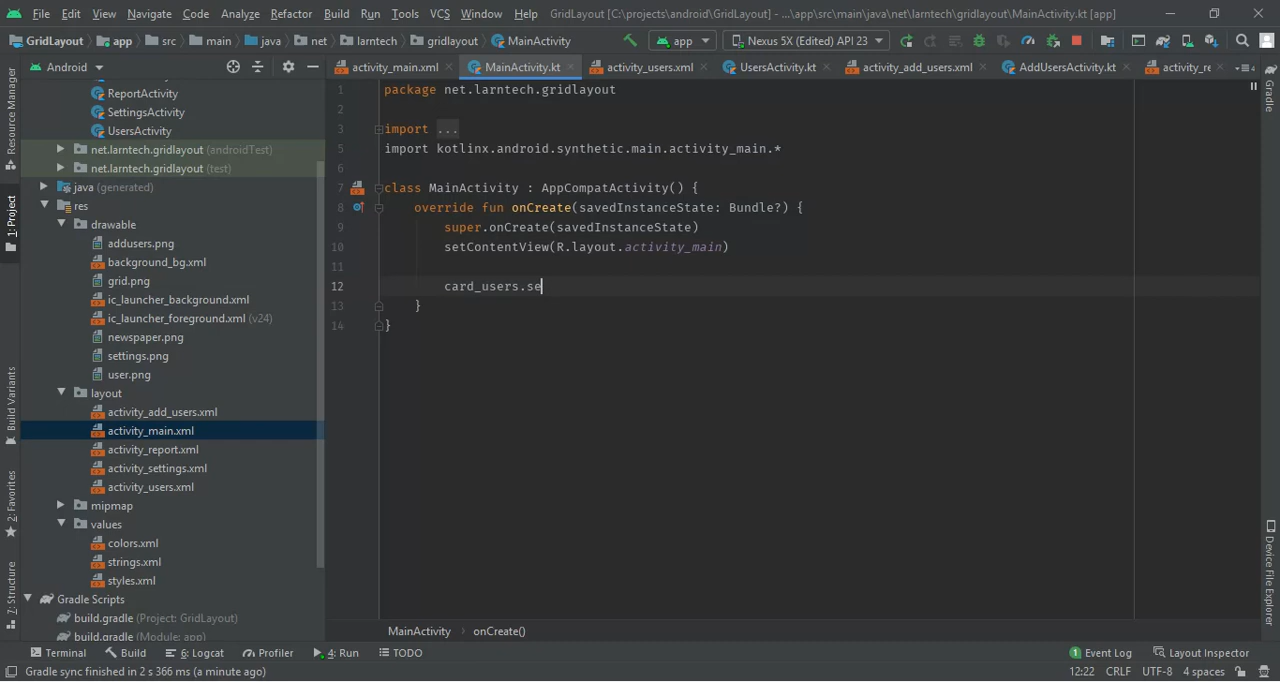 File Edit View Navigate Code Analyze Refactor Build Run Tools VCS Window Help GridLayout [C:\projects\android\GridLayout] - ...\app\src\main\java\net\larntech\gridlayout\MainActivity.kt [app]
GridLayout app src main java net larntech gridlayout MainActivity app Nexus 5X (Edited) API 23
Android activity_main.xml MainActivity.kt activity_users.xml UsersActivity.kt activity_add_users.xml AddUsersActivity.kt activity_re
Resource Manager
1: Project
Build Variants
2: Favorites
7: Structure
ReportActivity
SettingsActivity
UsersActivity
net.larntech.gridlayout (androidTest)
net.larntech.gridlayout (test)
java (generated)
res
drawable
addusers.png
background_bg.xml
grid.png
ic_launcher_background.xml
ic_launcher_foreground.xml (v24)
newspaper.png
settings.png
user.png
layout
activity_add_users.xml
activity_main.xml
activity_report.xml
activity_settings.xml
activity_users.xml
mipmap
values
colors.xml
strings.xml
styles.xml
Gradle Scripts
build.gradle (Project: GridLayout)
build.gradle (Module: app)
1 package net.larntech.gridlayout
2
3 import ...
5 import kotlinx.android.synthetic.main.activity_main.*
6
7 class MainActivity : AppCompatActivity() {
8 override fun onCreate(savedInstanceState: Bundle?) {
9 super.onCreate(savedInstanceState)
10 setContentView(R.layout.activity_main)
11
12 card_users.se
13 }
14 }
Gradle
Device File Explorer
MainActivity onCreate()
Terminal Build 6: Logcat Profiler 4: Run TODO 1 Event Log Layout Inspector
Gradle sync finished in 2 s 366 ms (a minute ago) 12:22 CRLF UTF-8 4 spaces